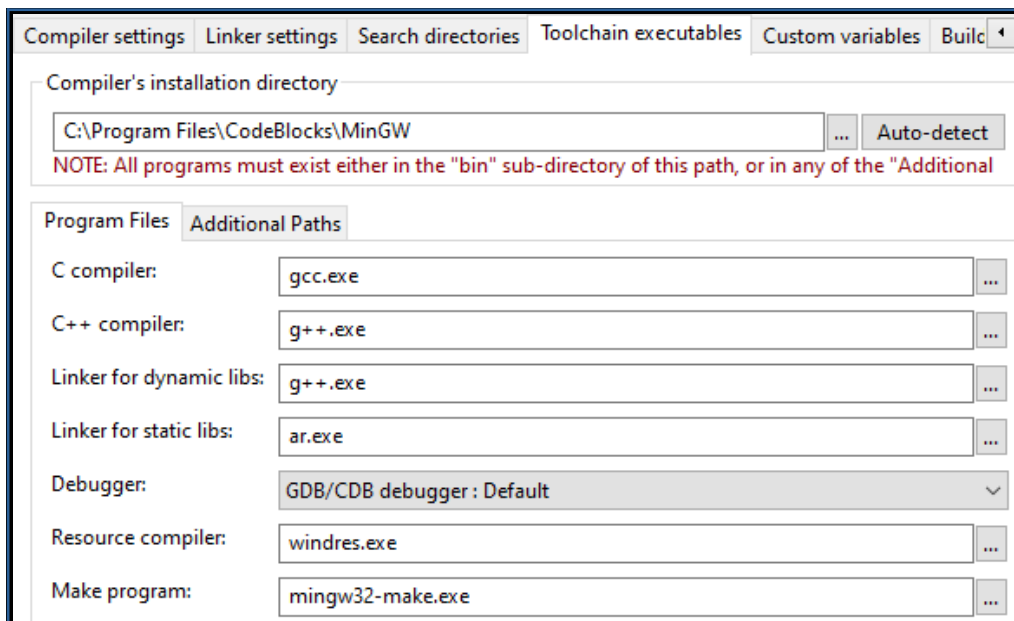 Compiler settings Linker settings Search directories Toolchain executables Custom variables Build
Compiler's installation directory
C:\Program Files\CodeBlocks\MinGW ... Auto-detect
NOTE: All programs must exist either in the "bin" sub-directory of this path, or in any of the "Additional
Program Files Additional Paths
C compiler: gcc.exe ...
C++ compiler: g++.exe ...
Linker for dynamic libs: g++.exe ...
Linker for static libs: ar.exe ...
Debugger: GDB/CDB debugger : Default
Resource compiler: windres.exe ...
Make program: mingw32-make.exe ...